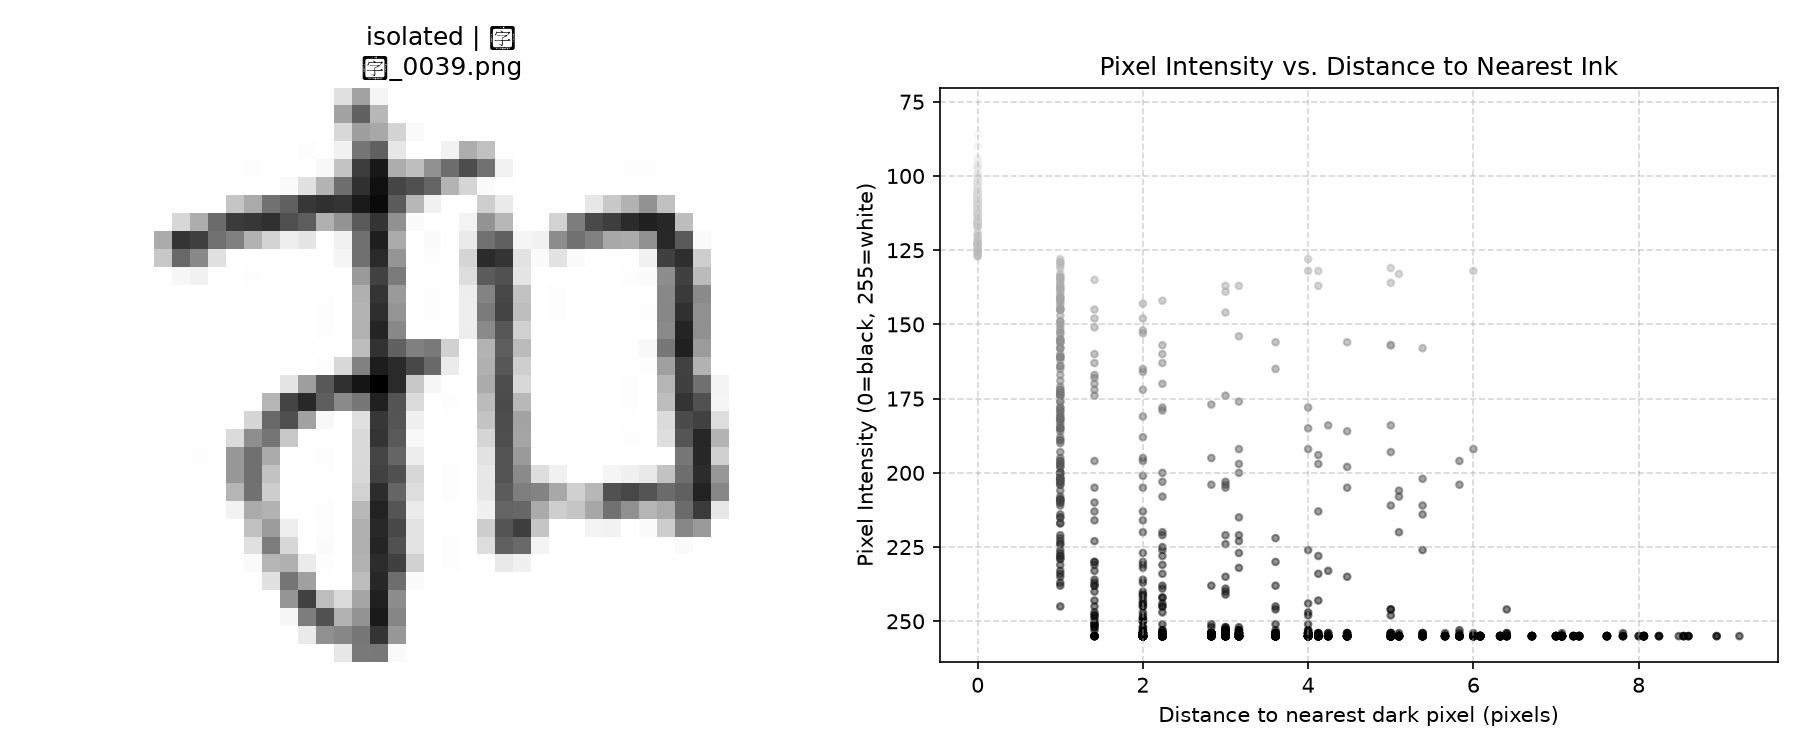 isolated |
_0039.png
扣
Pixel Intensity vs. Distance to Nearest Ink
Pixel Intensity (0=black, 255=white)
75
100
125
150
175
200
225
250
0 2 4 6 8
Distance to nearest dark pixel (pixels)